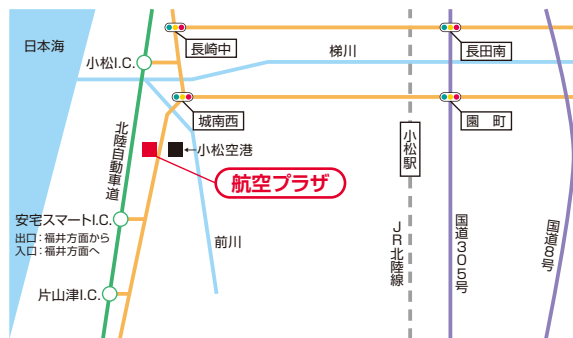 日本海
長崎中
梯川
長田南
小松I.C.
城南西
園 町
北陸自動車道
←小松空港
小松駅
航空プラザ
安宅スマートI.C.
出口：福井方面から
入口：福井方面へ
前川
JR北陸線
国道305号
国道8号
片山津I.C.